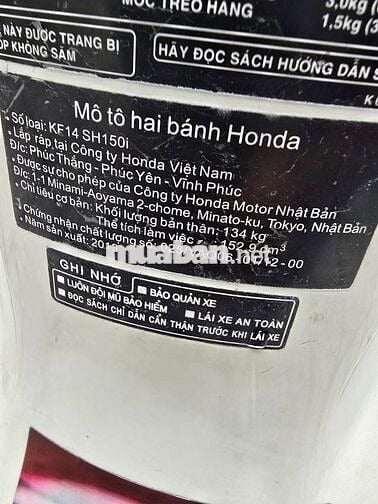 MÓC TREO HÀNG
3,0kg
1,5kg (3
NÀY ĐƯỢC TRANG BỊ
ỐP KHÔNG SĂM
HÃY ĐỌC SÁCH HƯỚNG DẪN S
Mô tô hai bánh Honda
- Số loại: KF14 SH150i
- Lắp ráp tại Công ty Honda Việt Nam
Đ/c: Phúc Thắng - Phúc Yên - Vĩnh Phúc
- Được sự cho phép của Công ty Honda Motor Nhật Bản
Đ/c: 1-1 Minami-Aoyama 2-chome, Minato-ku, Tokyo, Nhật Bản
- Chỉ tiêu cơ bản: Khối lượng bản thân: 134 kg
Thể tích làm việc
- Chứng nhận chất lượng số:
- Năm sản xuất:
muaban.net
GHI NHỚ
LUÔN ĐỘI MŨ BẢO HIỂM
BẢO QUẢN XE
LÁI XE AN TOÀN
ĐỌC SÁCH CHỈ DẪN CẨN THẬN TRƯỚC KHI LÁI XE